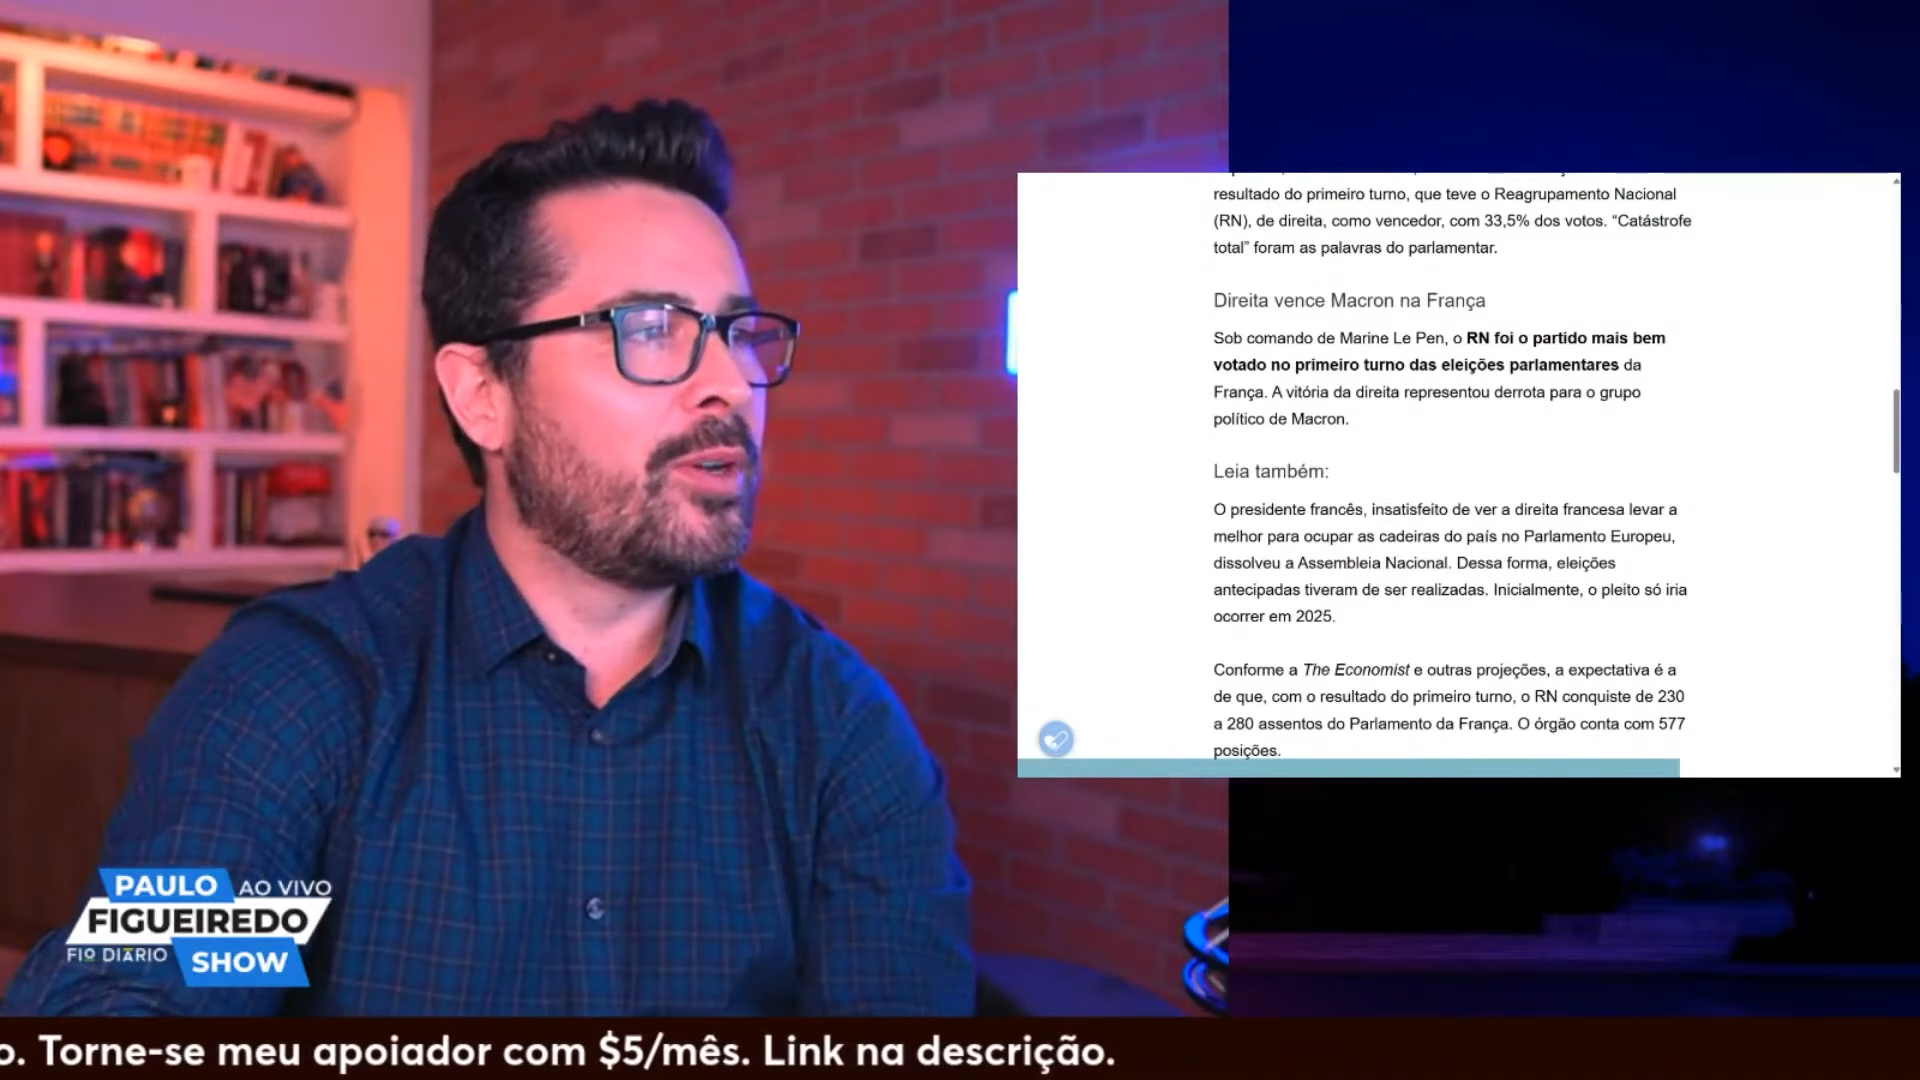 resultado do primeiro turno, que teve o Reagrupamento Nacional
(RN), de direita, como vencedor, com 33,5% dos votos. “Catástrofe
total” foram as palavras do parlamentar.
Direita vence Macron na França
Sob comando de Marine Le Pen, o RN foi o partido mais bem
votado no primeiro turno das eleições parlamentares da
França. A vitória da direita representou derrota para o grupo
político de Macron.
Leia também:
O presidente francês, insatisfeito de ver a direita francesa levar a
melhor para ocupar as cadeiras do país no Parlamento Europeu,
dissolveu a Assembleia Nacional. Dessa forma, eleições
antecipadas tiveram de ser realizadas. Inicialmente, o pleito só iria
ocorrer em 2025.
Conforme a The Economist e outras projeções, a expectativa é a
de que, com o resultado do primeiro turno, o RN conquiste de 230
a 280 assentos do Parlamento da França. O órgão conta com 577
posições.
PAULO AO VIVO
FIGUEIREDO
FIO DIÁRIO SHOW
o. Torne-se meu apoiador com $5/mês. Link na descrição.